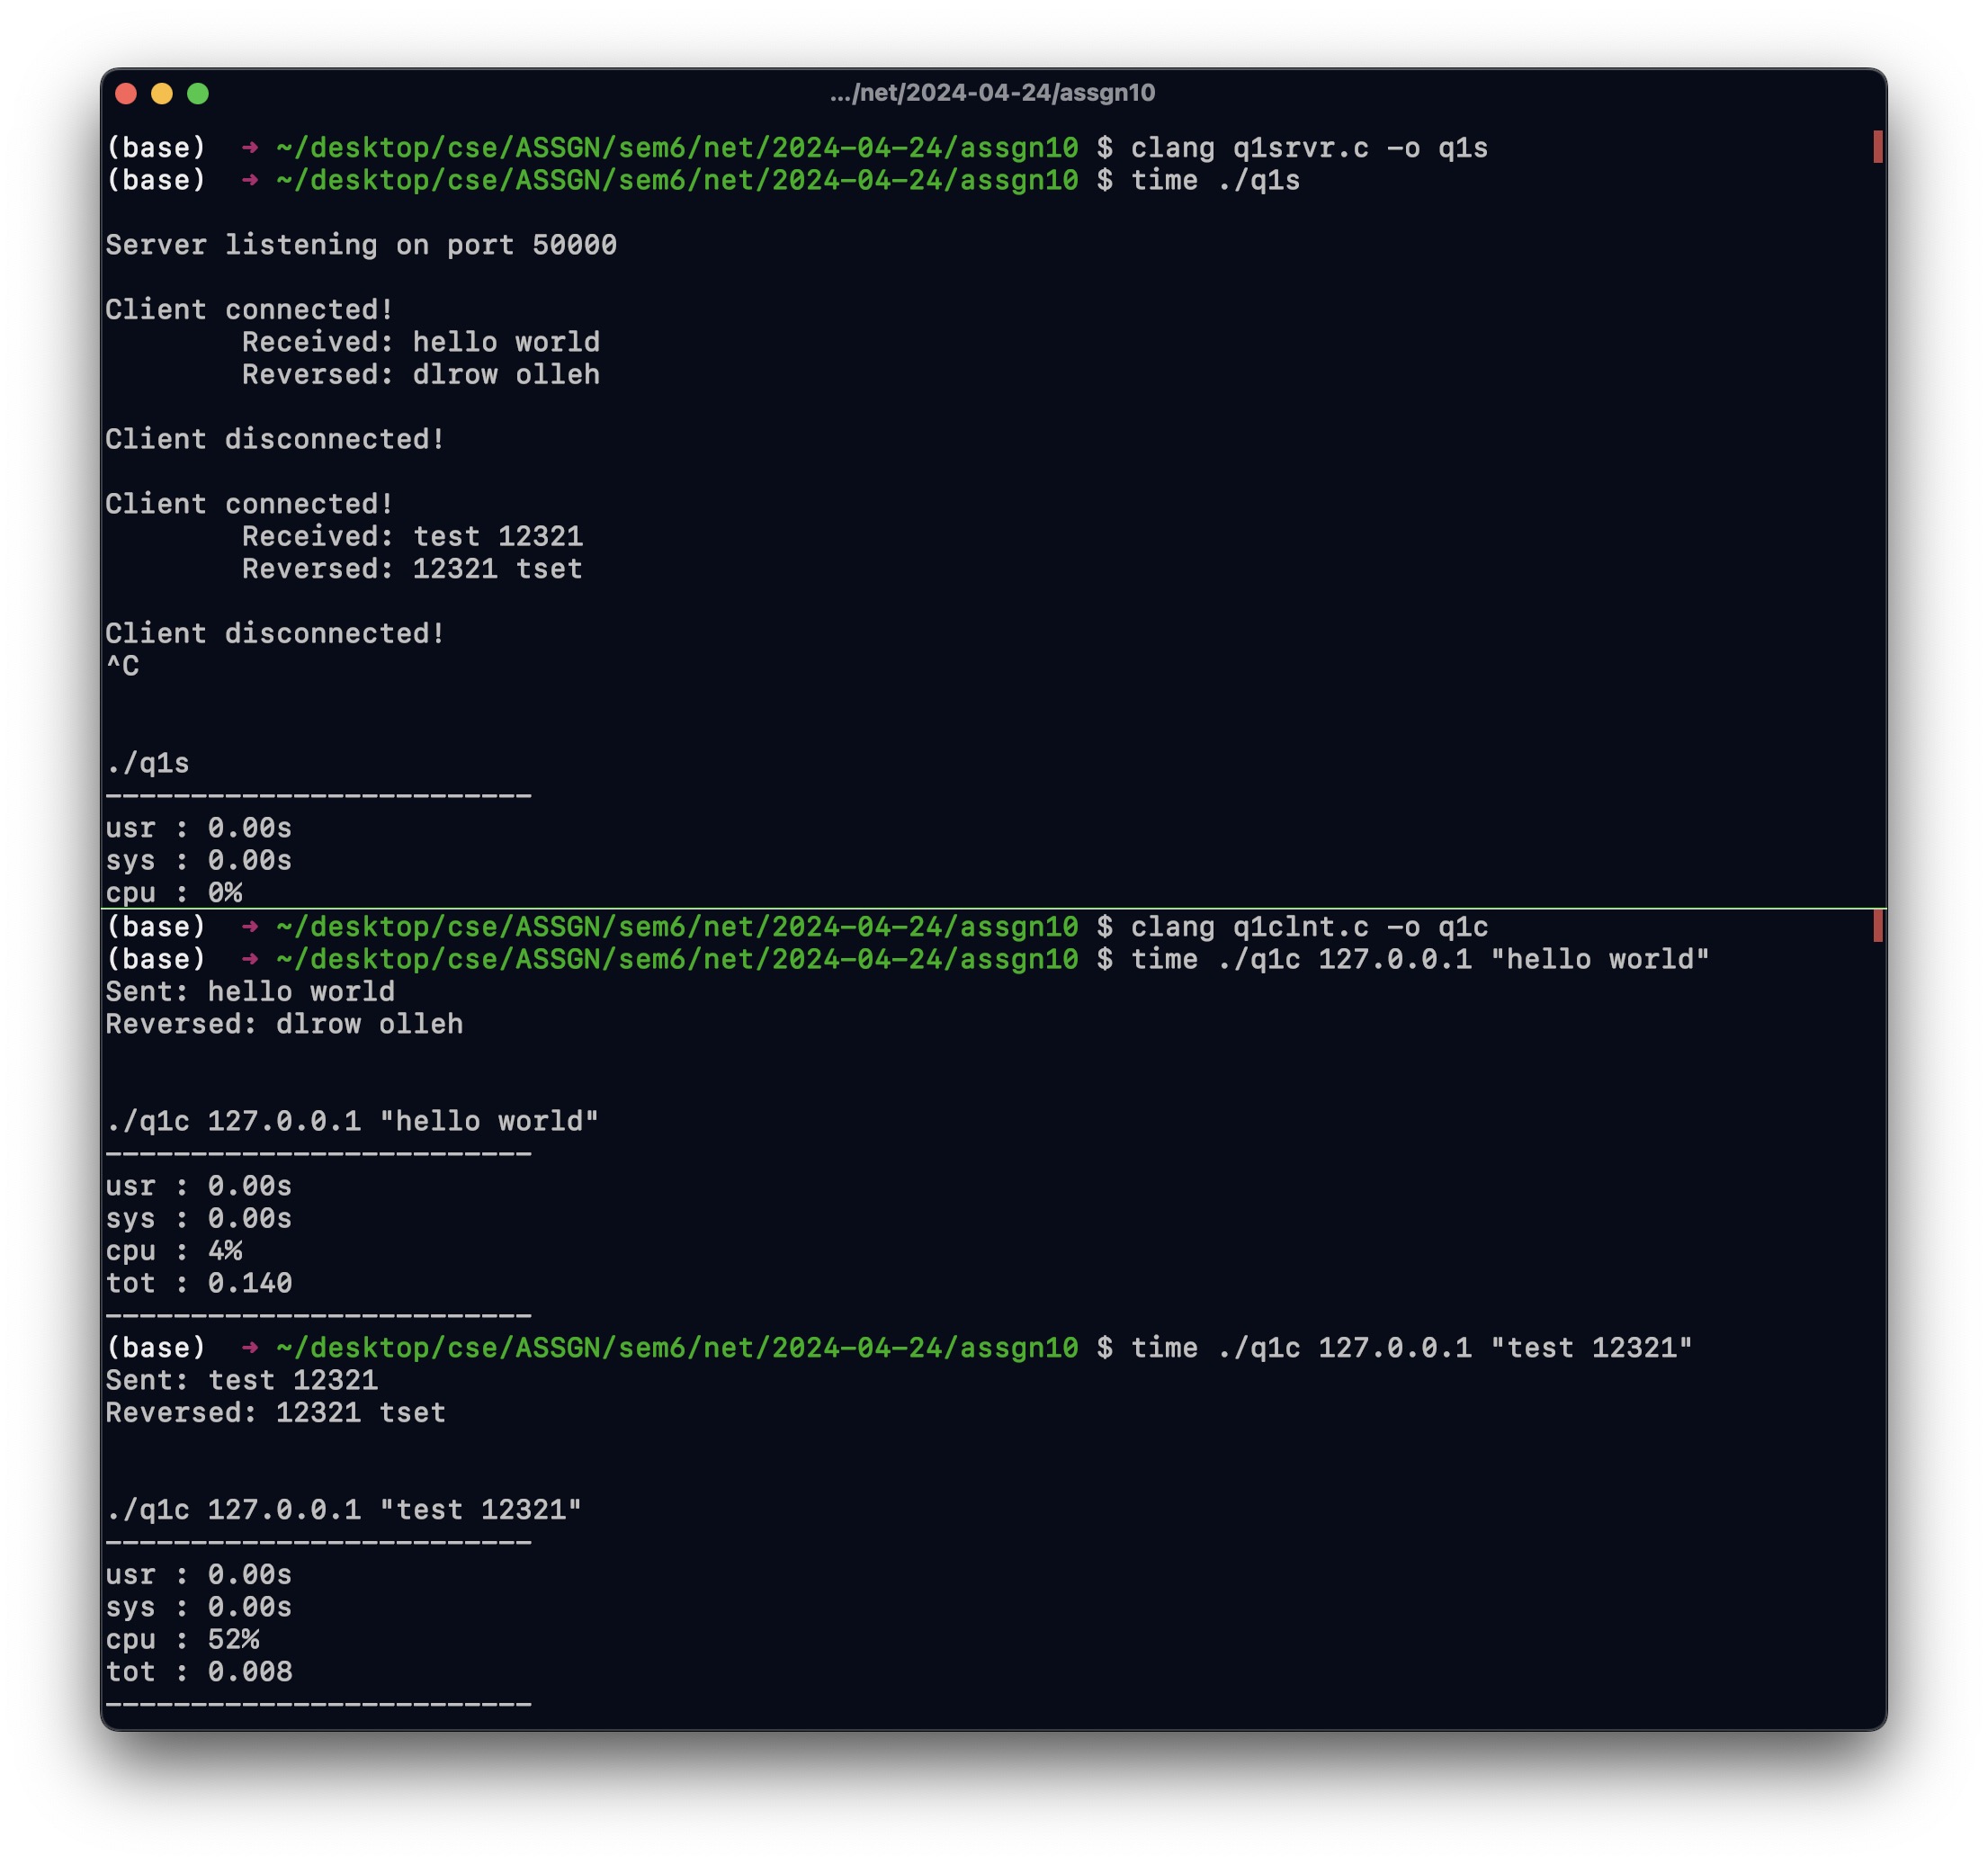 .../net/2024-04-24/assgn10
(base)  → ~/desktop/cse/ASSGN/sem6/net/2024-04-24/assgn10 $ clang q1srvr.c -o q1s
(base)  → ~/desktop/cse/ASSGN/sem6/net/2024-04-24/assgn10 $ time ./q1s
Server listening on port 50000
Client connected!
Received: hello world
Reversed: dlrow olleh
Client disconnected!
Client connected!
Received: test 12321
Reversed: 12321 tset
Client disconnected!
^C
./q1s
-------------------------
usr : 0.00s
sys : 0.00s
cpu : 0%
(base)  → ~/desktop/cse/ASSGN/sem6/net/2024-04-24/assgn10 $ clang q1clnt.c -o q1c
(base)  → ~/desktop/cse/ASSGN/sem6/net/2024-04-24/assgn10 $ time ./q1c 127.0.0.1 "hello world"
Sent: hello world
Reversed: dlrow olleh
./q1c 127.0.0.1 "hello world"
-------------------------
usr : 0.00s
sys : 0.00s
cpu : 4%
tot : 0.140
-------------------------
(base)  → ~/desktop/cse/ASSGN/sem6/net/2024-04-24/assgn10 $ time ./q1c 127.0.0.1 "test 12321"
Sent: test 12321
Reversed: 12321 tset
./q1c 127.0.0.1 "test 12321"
-------------------------
usr : 0.00s
sys : 0.00s
cpu : 52%
tot : 0.008
-------------------------